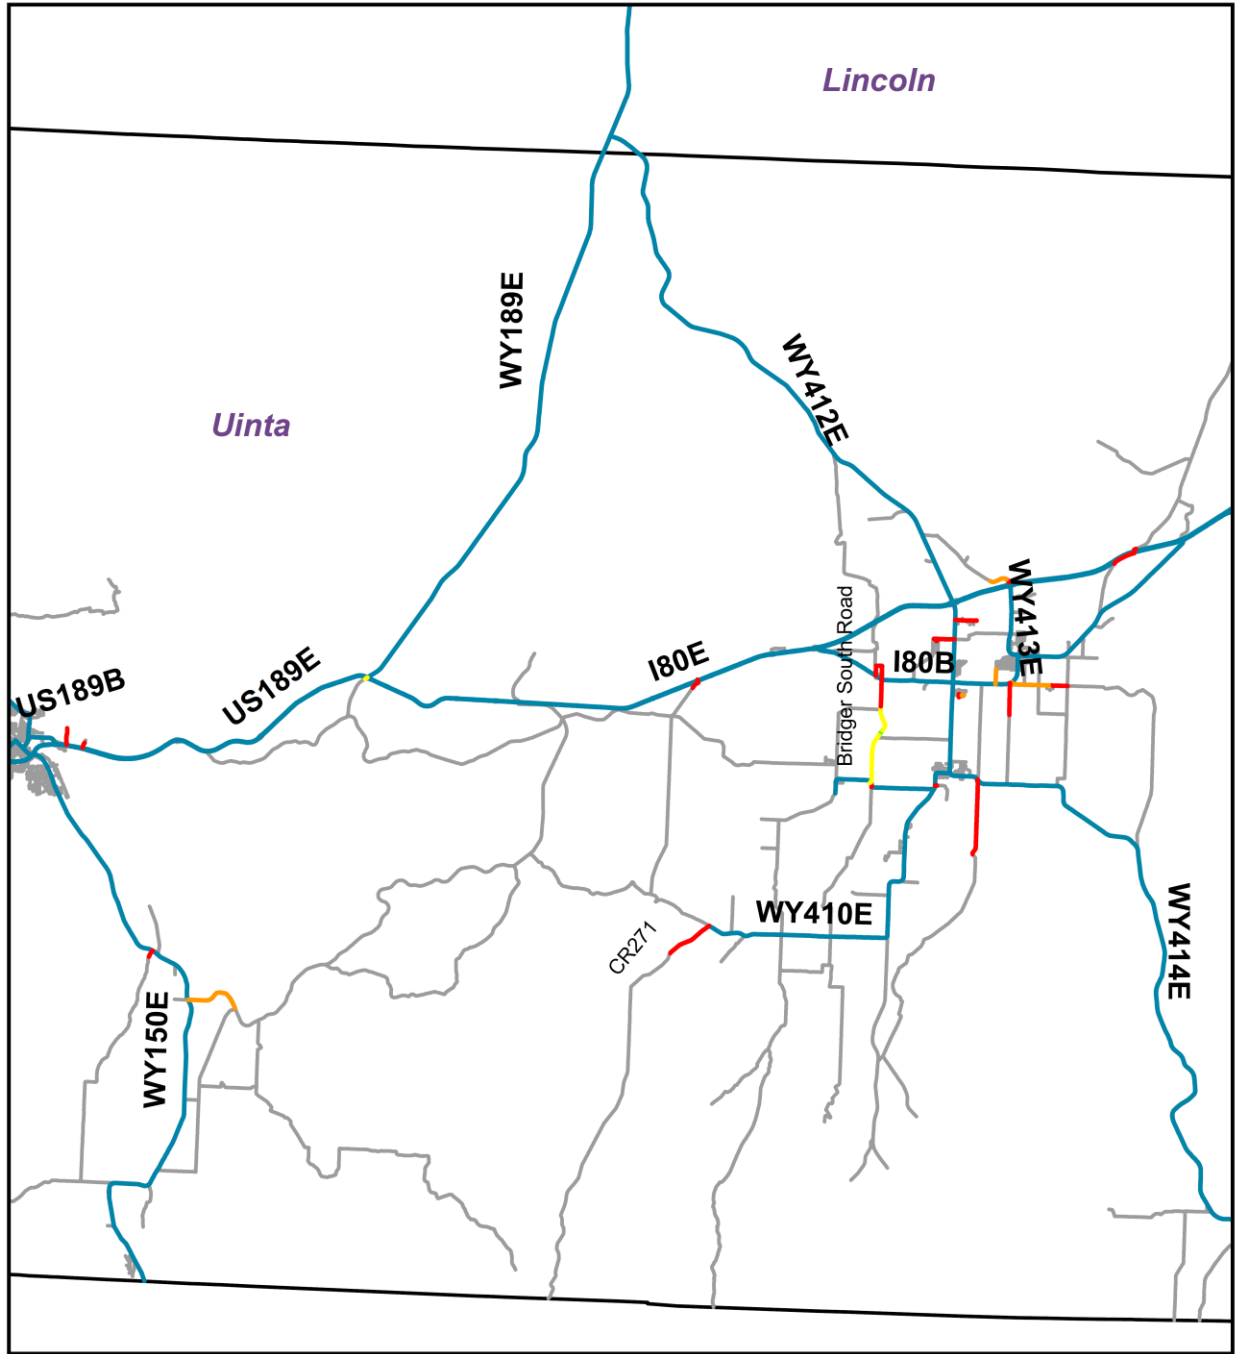 Lincoln
WY189E
WY412E
Uinta
WY413E
Bridger South Road
I80B
I80E
US189E
US189B
WY410E
CR271
WY414E
WY150E